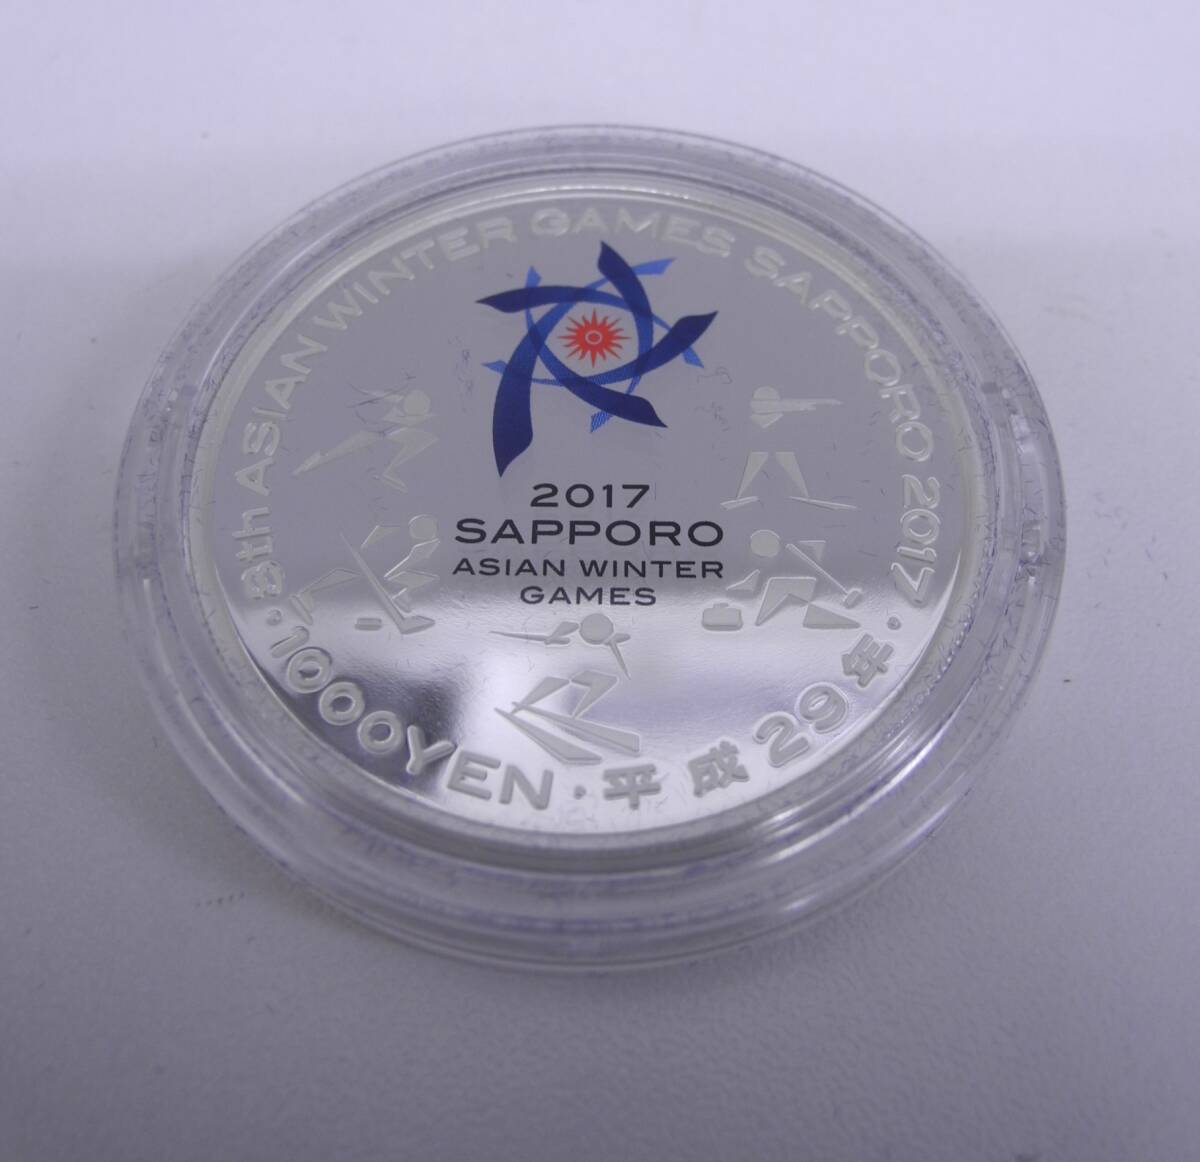 8th ASIAN WINTER GAMES SAPPORO 2017
2017
SAPPORO
ASIAN WINTER
GAMES
・1000YEN・平成29年・